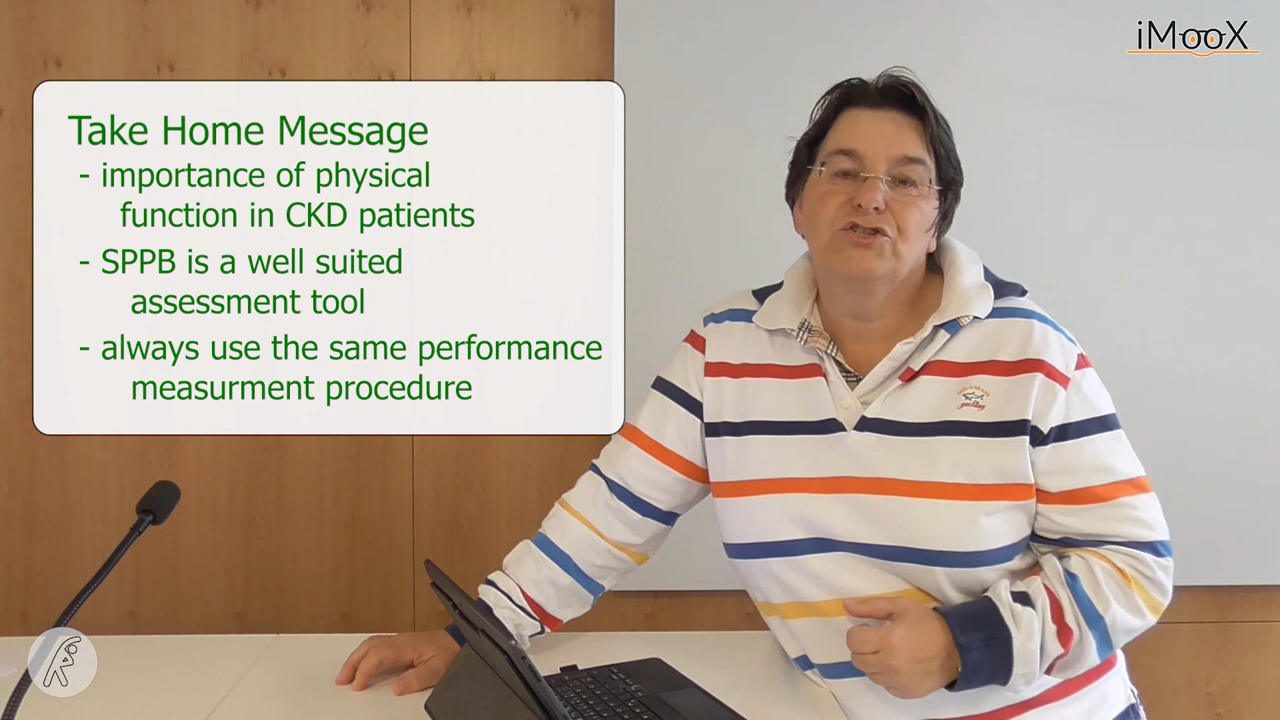 iMooX
Take Home Message
- importance of physical
function in CKD patients
- SPPB is a well suited
assessment tool
- always use the same performance
measurment procedure